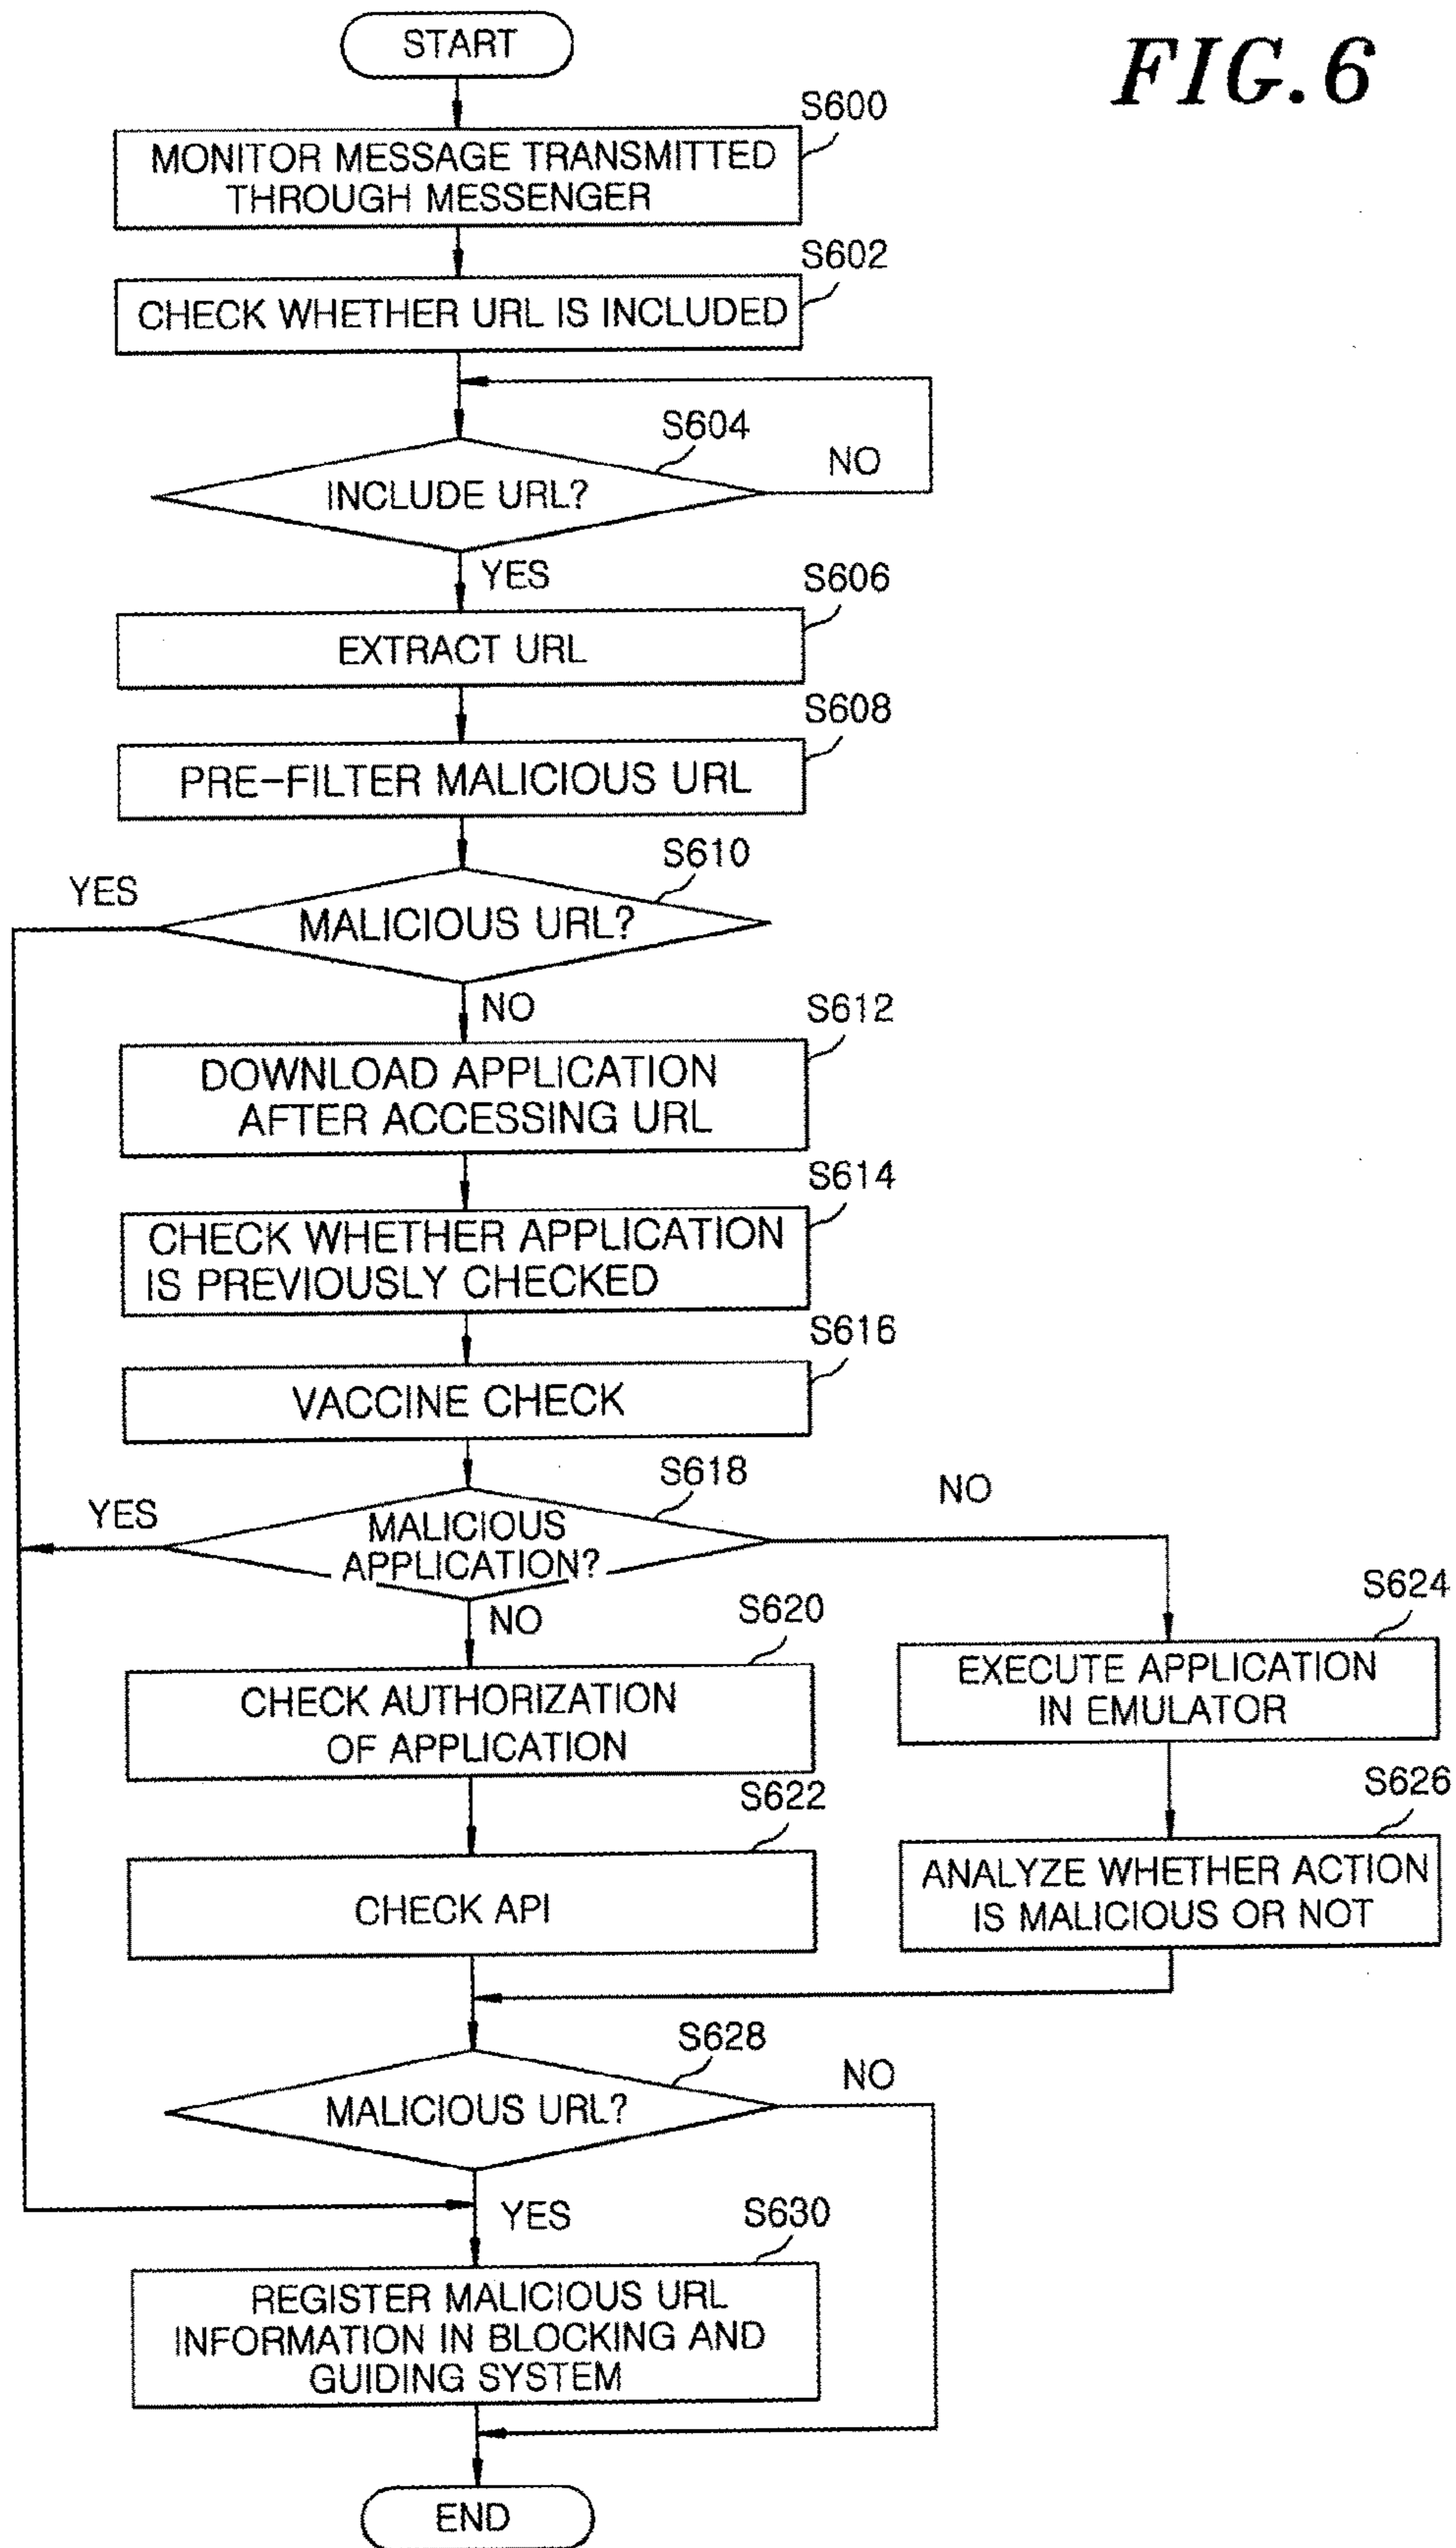 FIG. 6
START
S600
MONITOR MESSAGE TRANSMITTED
THROUGH MESSENGER
S602
CHECK WHETHER URL IS INCLUDED
S604
INCLUDE URL?
NO
YES
S606
EXTRACT URL
S608
PRE-FILTER MALICIOUS URL
S610
YES
MALICIOUS URL?
NO
S612
DOWNLOAD APPLICATION
AFTER ACCESSING URL
S614
CHECK WHETHER APPLICATION
IS PREVIOUSLY CHECKED
S616
VACCINE CHECK
S618
YES
NO
MALICIOUS
APPLICATION?
NO
S620
CHECK AUTHORIZATION
OF APPLICATION
S624
EXECUTE APPLICATION
IN EMULATOR
S622
CHECK API
S626
ANALYZE WHETHER ACTION
IS MALICIOUS OR NOT
S628
NO
MALICIOUS URL?
YES
S630
REGISTER MALICIOUS URL
INFORMATION IN BLOCKING AND
GUIDING SYSTEM
END